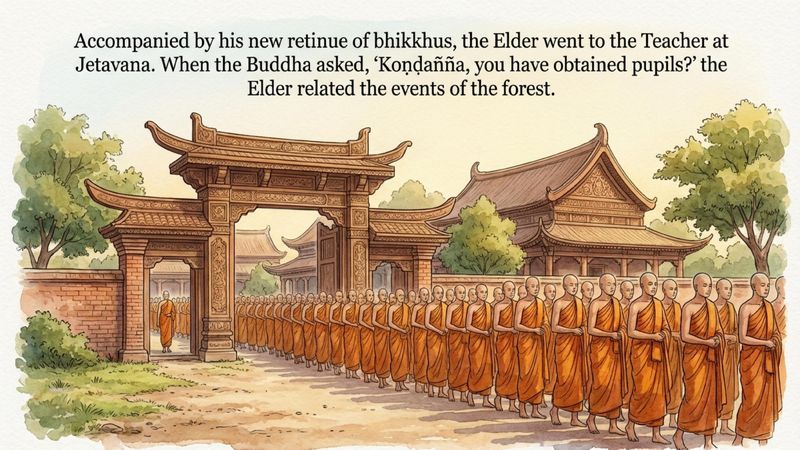 Accompanied by his new retinue of bhikkhus, the Elder went to the Teacher at
Jetavana. When the Buddha asked, ‘Koṇḍañña, you have obtained pupils?’ the
Elder related the events of the forest.